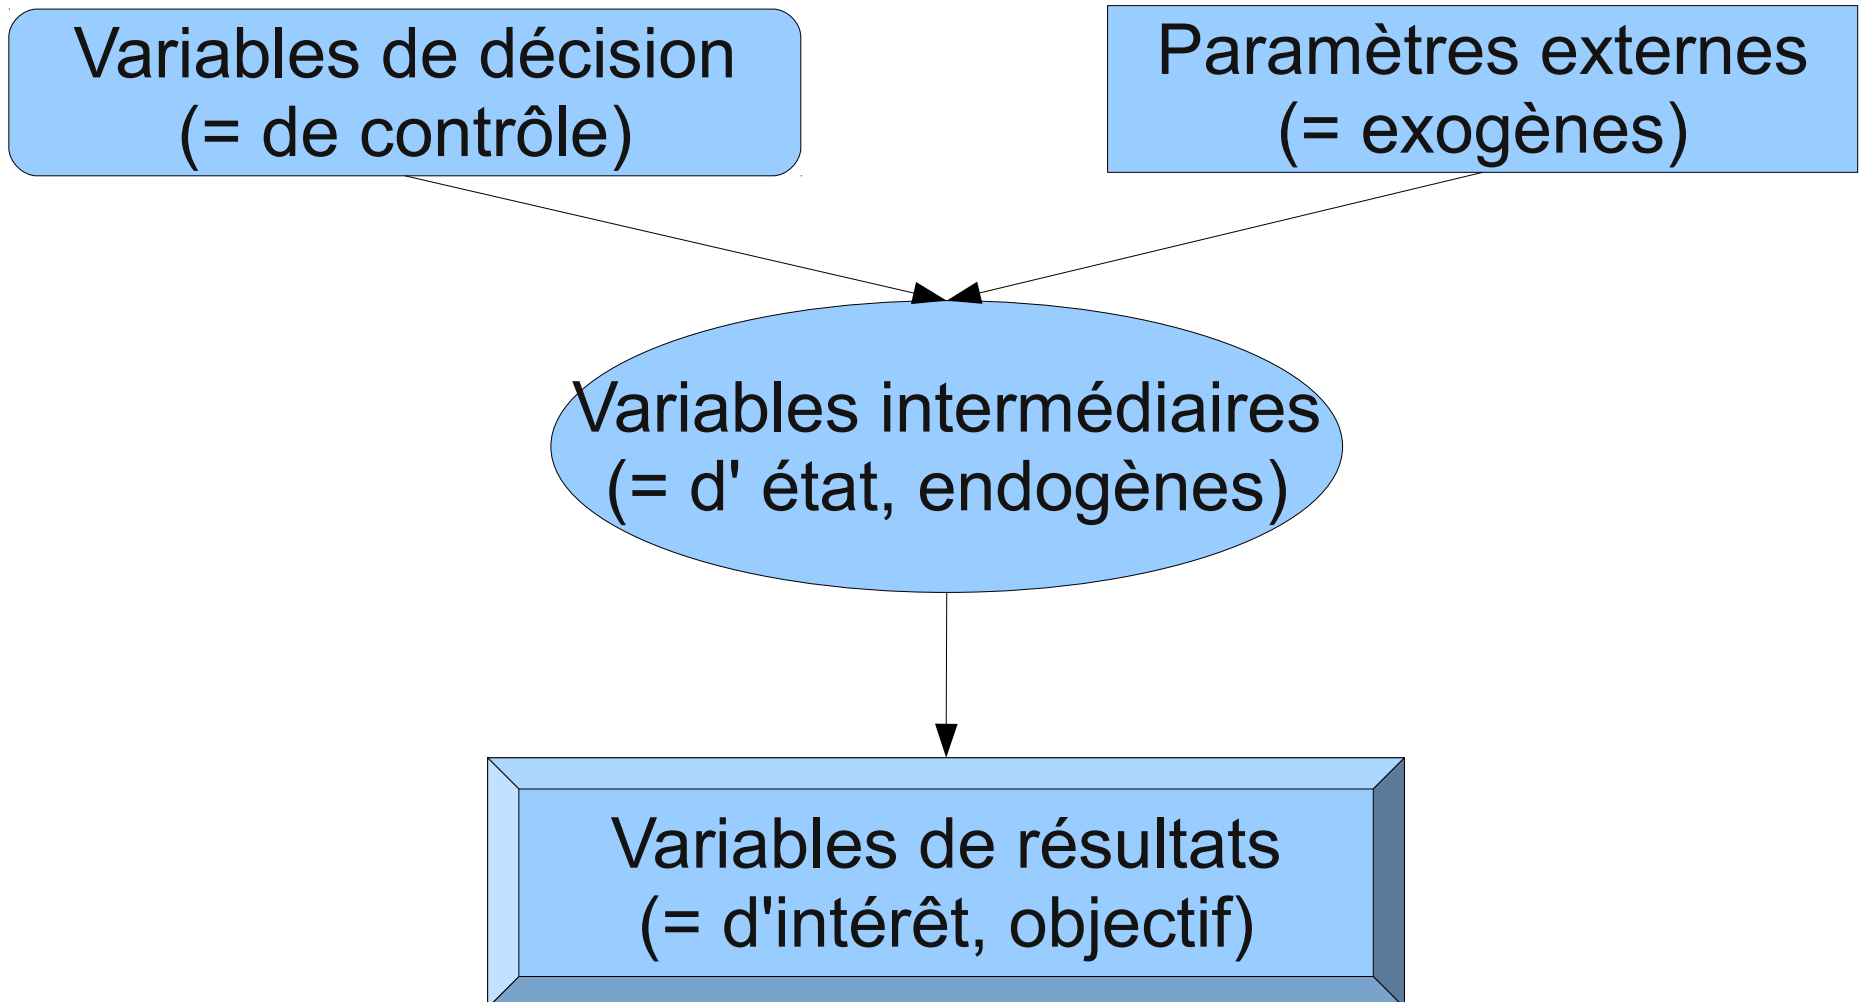 Variables de décision
(= de contrôle)
Paramètres externes
(= exogènes)
Variables intermédiaires
(= d' état, endogènes)
Variables de résultats
(= d'intérêt, objectif)